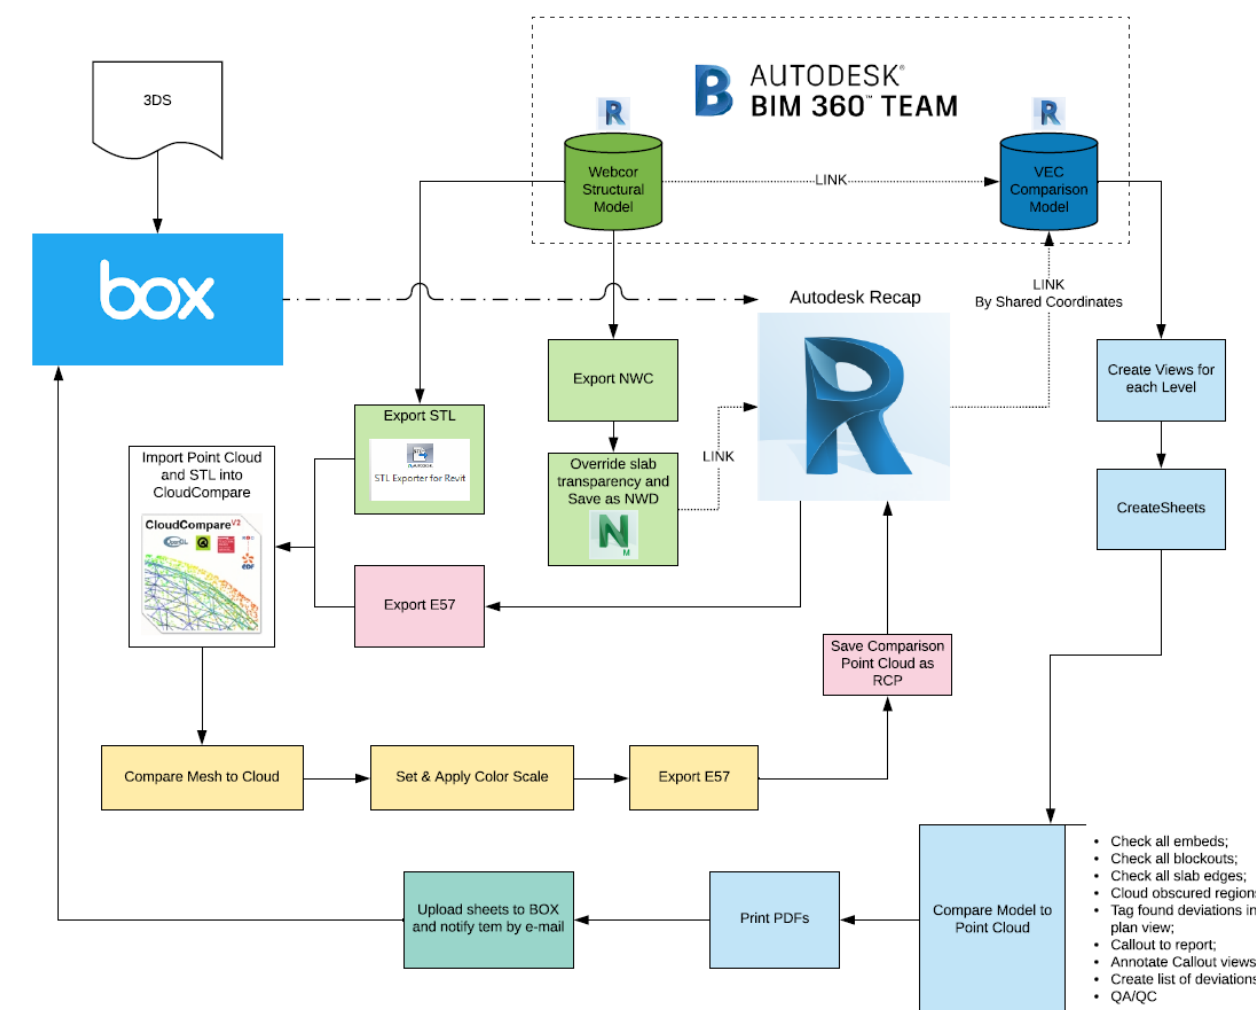 3DS
AUTODESK®
BIM 360™ TEAM
Webcor
Structural
Model
LINK
VEC
Comparison
Model
box
LINK
By Shared Coordinates
Autodesk Recap
Export NWC
Create Views for
each Level
Export STL
STL Exporter for Revit
Import Point Cloud
and STL into
CloudCompare
CloudCompareV2
EDF
Override slab
transparency and
Save as NWD
N
M
LINK
CreateSheets
Export E57
Save Comparison
Point Cloud as
RCP
Compare Mesh to Cloud
Set & Apply Color Scale
Export E57
Upload sheets to BOX
and notify tem by e-mail
Print PDFs
Compare Model to
Point Cloud
• Check all embeds;
• Check all blockouts;
• Check all slab edges;
• Cloud obscured regions
• Tag found deviations in
plan view;
• Callout to report;
• Annotate Callout views
• Create list of deviations
• QA/QC